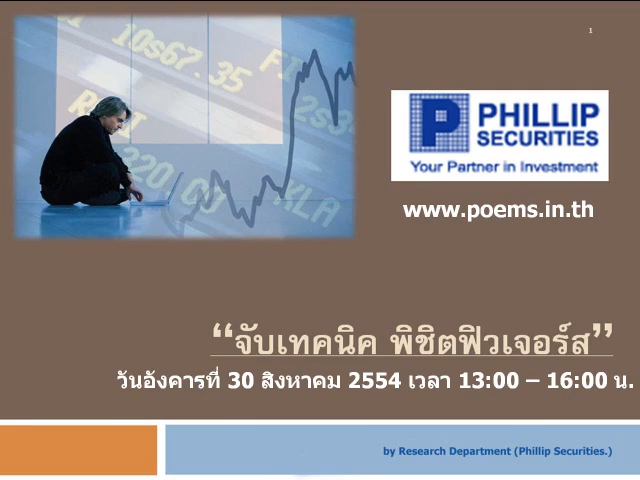 1
10s67.35
PHILLIP
SECURITIES
Your Partner in Investment
www.poems.in.th
“จับเทคนิค พิชิตฟิวเจอร์ส”
วันอังคารที่ 30 สิงหาคม 2554 เวลา 13:00 – 16:00 น.
by Research Department (Phillip Securities.)